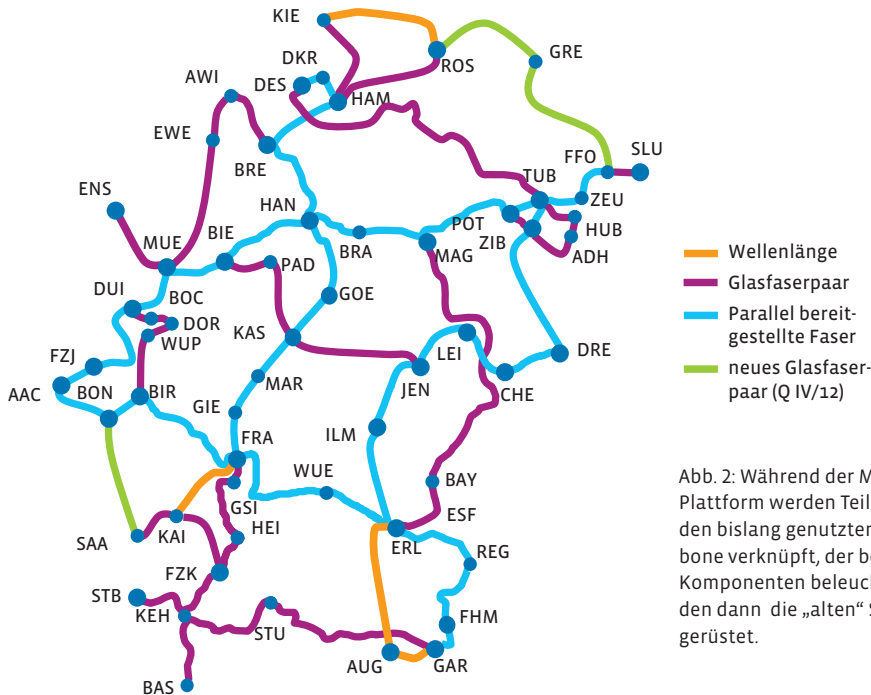 KIE
DKR
ROS
DES
GRE
AWI
HAM
EWE
BRE
FFO
SLU
TUB
ENS
ZEU
HAN
POT
HUB
BIE
ZIB
MUE
BRA
MAG
ADH
PAD
DUI
BOC
GOE
DOR
KAS
WUP
LEI
FZJ
DRE
MAR
AAC
BON
BIR
JEN
CHE
GIE
ILM
FRA
WUE
BAY
GSI
ESF
HEI
SAA
KAI
ERL
REG
FZK
STB
KEH
FHM
STU
AUG
GAR
BAS
Wellenlänge
Glasfaserpaar
Parallel bereit-
gestellte Faser
neues Glasfaser-
paar (Q IV/12)
Abb. 2: Während der M
Plattform werden Teil
den bislang genutzten
bone verknüpft, der b
Komponenten beleuc
den dann die „alten“ S
gerüstet.